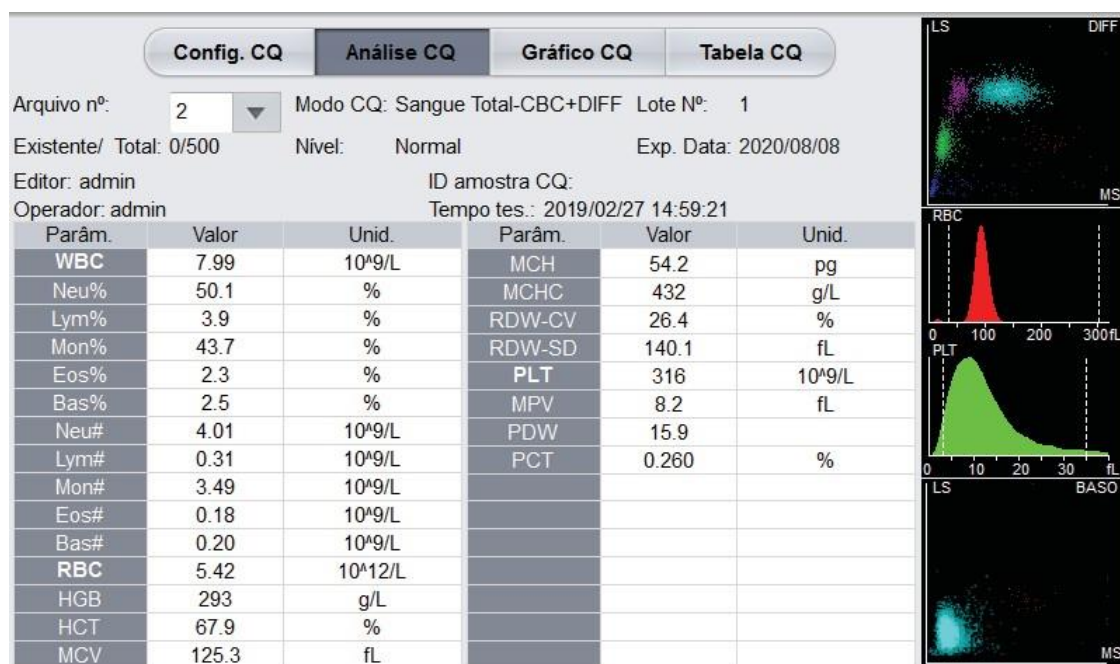 Config. CQ Análise CQ Gráfico CQ Tabela CQ
Arquivo nº: 2 Modo CQ: Sangue Total-CBC+DIFF Lote Nº: 1
Existente/ Total: 0/500 Nível: Normal Exp. Data: 2020/08/08
Editor: admin ID amostra CQ:
Operador: admin Tempo tes.: 2019/02/27 14:59:21
Parâm. Valor Unid. Parâm. Valor Unid.
WBC 7.99 10^9/L MCH 54.2 pg
Neu% 50.1 % MCHC 432 g/L
Lym% 3.9 % RDW-CV 26.4 %
Mon% 43.7 % RDW-SD 140.1 fL
Eos% 2.3 % PLT 316 10^9/L
Bas% 2.5 % MPV 8.2 fL
Neu# 4.01 10^9/L PDW 15.9
Lym# 0.31 10^9/L PCT 0.260 %
Mon# 3.49 10^9/L
Eos# 0.18 10^9/L
Bas# 0.20 10^9/L
RBC 5.42 10^12/L
HGB 293 g/L
HCT 67.9 %
MCV 125.3 fL
LS DIFF
MS
RBC
0 100 200 300fL
PLT
0 10 20 30 fL
LS BASO
MS